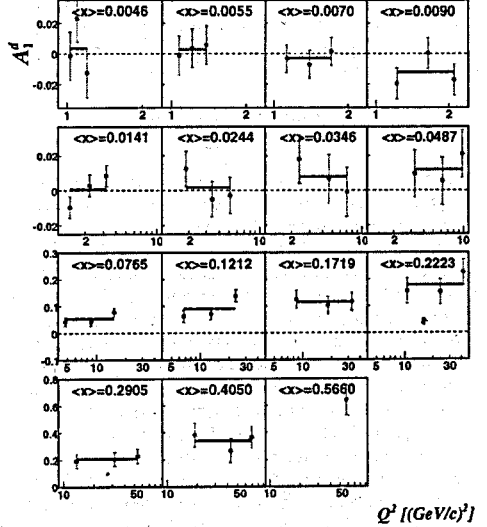 A₁ᵈ
<x>=0.0046 <x>=0.0055 <x>=0.0070 <x>=0.0090
0.02
0
-0.02
1 2 1 2 1 2 1 2
<x>=0.0141 <x>=0.0244 <x>=0.0346 <x>=0.0487
0.02
0
-0.02
2 10 2 10 2 10 2 10
<x>=0.0765 <x>=0.1212 <x>=0.1719 <x>=0.2223
0.3
0.2
0.1
0
-0.1
5 10 30 5 10 30 5 10 30 5 10 30
<x>=0.2905 <x>=0.4050 <x>=0.5660
0.8
0.6
0.4
0.2
0
10 50 10 50 10 50
Q² [(GeV/c)²]